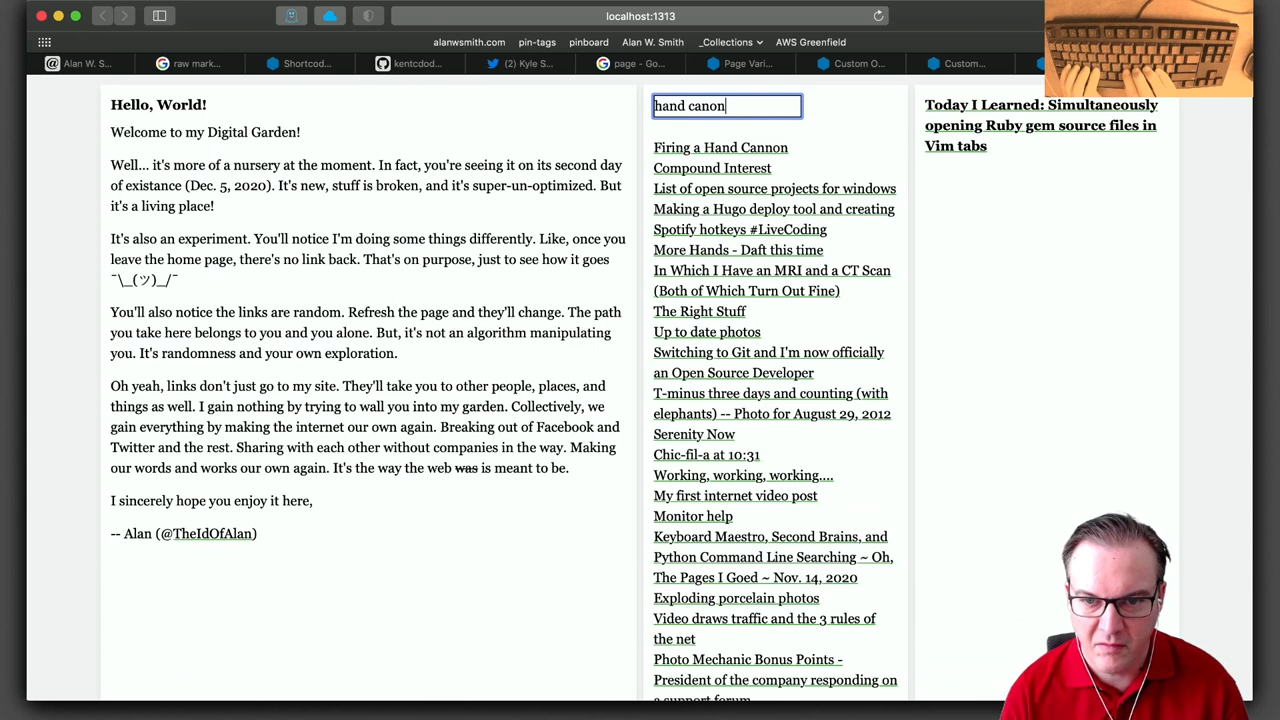 localhost:1313
alanwsmith.com
pin-tags
pinboard
Alan W. Smith
_Collections
AWS Greenfield
Alan W. S...
raw mark...
Shortcod...
kentcdod...
(2) Kyle S...
page - Go...
Page Vari...
Custom O...
Custom...
Hello, World!
Welcome to my Digital Garden!
Well... it's more of a nursery at the moment. In fact, you're seeing it on its second day
of existance (Dec. 5, 2020). It's new, stuff is broken, and it's super-un-optimized. But
it's a living place!
It's also an experiment. You'll notice I'm doing some things differently. Like, once you
leave the home page, there's no link back. That's on purpose, just to see how it goes
¯\_(ツ)_/¯
You'll also notice the links are random. Refresh the page and they'll change. The path
you take here belongs to you and you alone. But, it's not an algorithm manipulating
you. It's randomness and your own exploration.
Oh yeah, links don't just go to my site. They'll take you to other people, places, and
things as well. I gain nothing by trying to wall you into my garden. Collectively, we
gain everything by making the internet our own again. Breaking out of Facebook and
Twitter and the rest. Sharing with each other without companies in the way. Making
our words and works our own again. It's the way the web was is meant to be.
I sincerely hope you enjoy it here,
-- Alan (@TheIdOfAlan)
hand canon
Firing a Hand Cannon
Compound Interest
List of open source projects for windows
Making a Hugo deploy tool and creating
Spotify hotkeys #LiveCoding
More Hands - Daft this time
In Which I Have an MRI and a CT Scan
(Both of Which Turn Out Fine)
The Right Stuff
Up to date photos
Switching to Git and I'm now officially
an Open Source Developer
T-minus three days and counting (with
elephants) -- Photo for August 29, 2012
Serenity Now
Chic-fil-a at 10:31
Working, working, working....
My first internet video post
Monitor help
Keyboard Maestro, Second Brains, and
Python Command Line Searching ~ Oh,
The Pages I Goed ~ Nov. 14, 2020
Exploding porcelain photos
Video draws traffic and the 3 rules of
the net
Photo Mechanic Bonus Points -
President of the company responding on
a support forum
Today I Learned: Simultaneously
opening Ruby gem source files in
Vim tabs